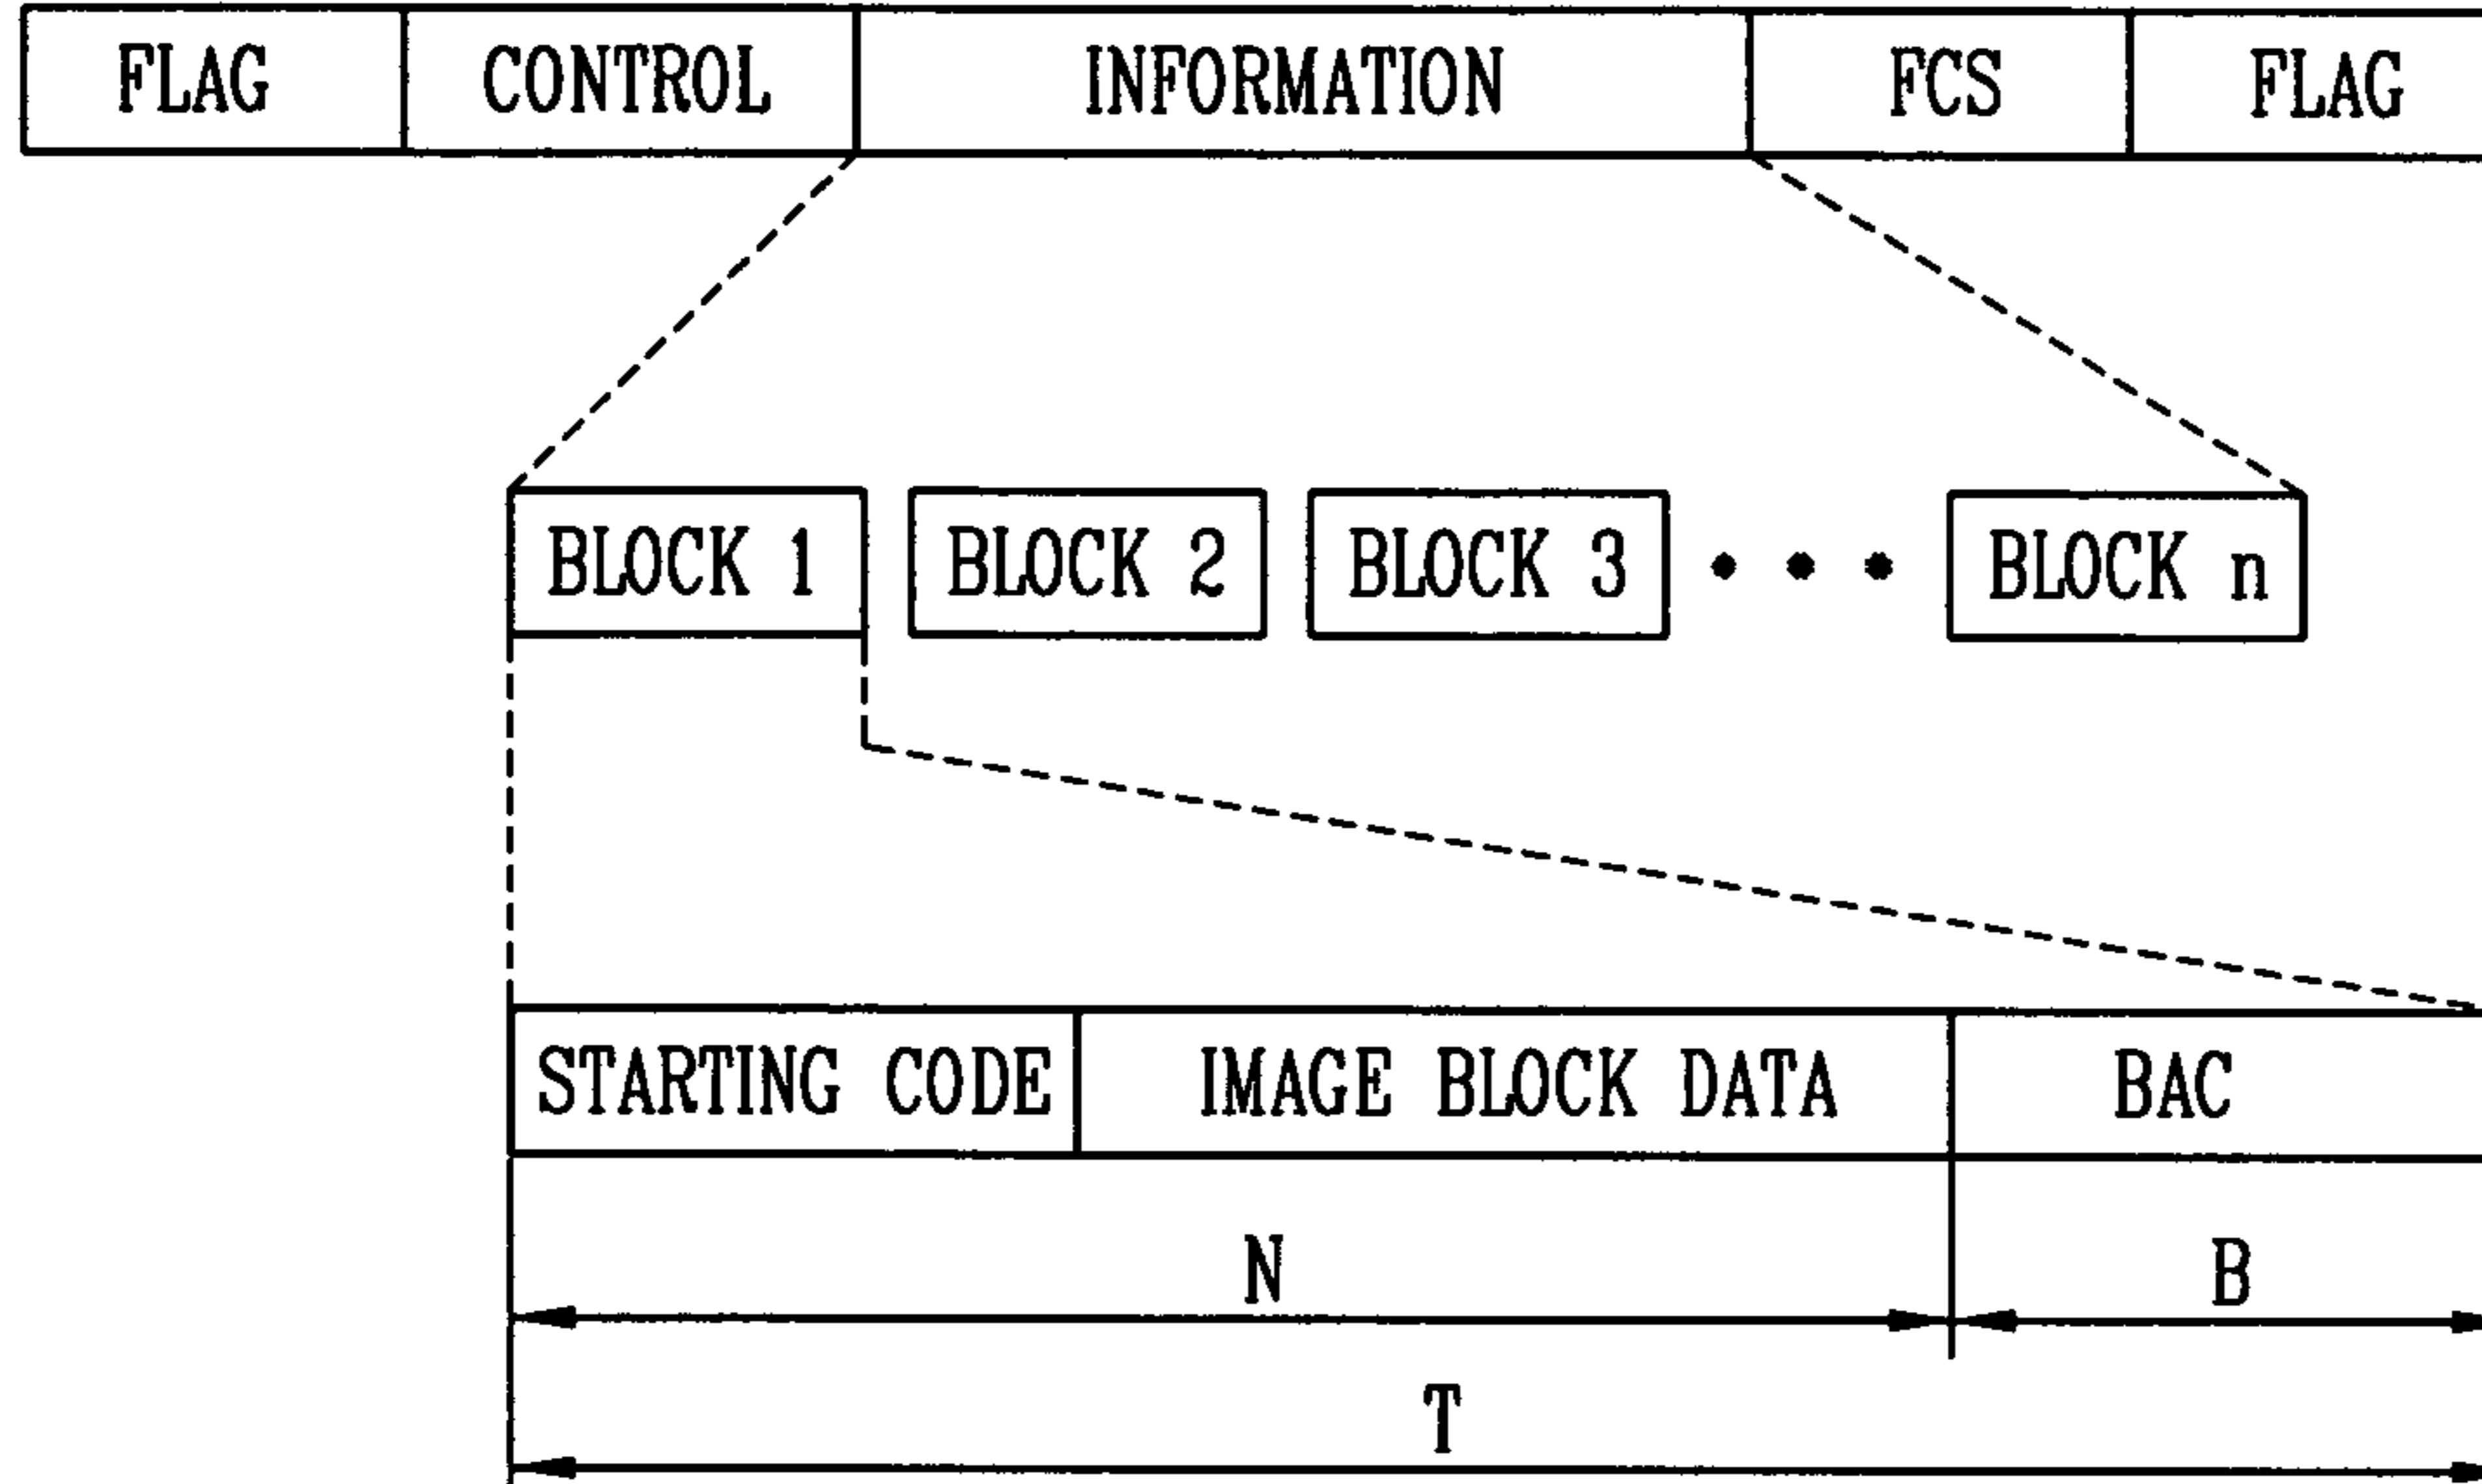 FLAG CONTROL INFORMATION FCS FLAG
BLOCK 1 BLOCK 2 BLOCK 3 • • • BLOCK n
STARTING CODE IMAGE BLOCK DATA BAC
N B
T